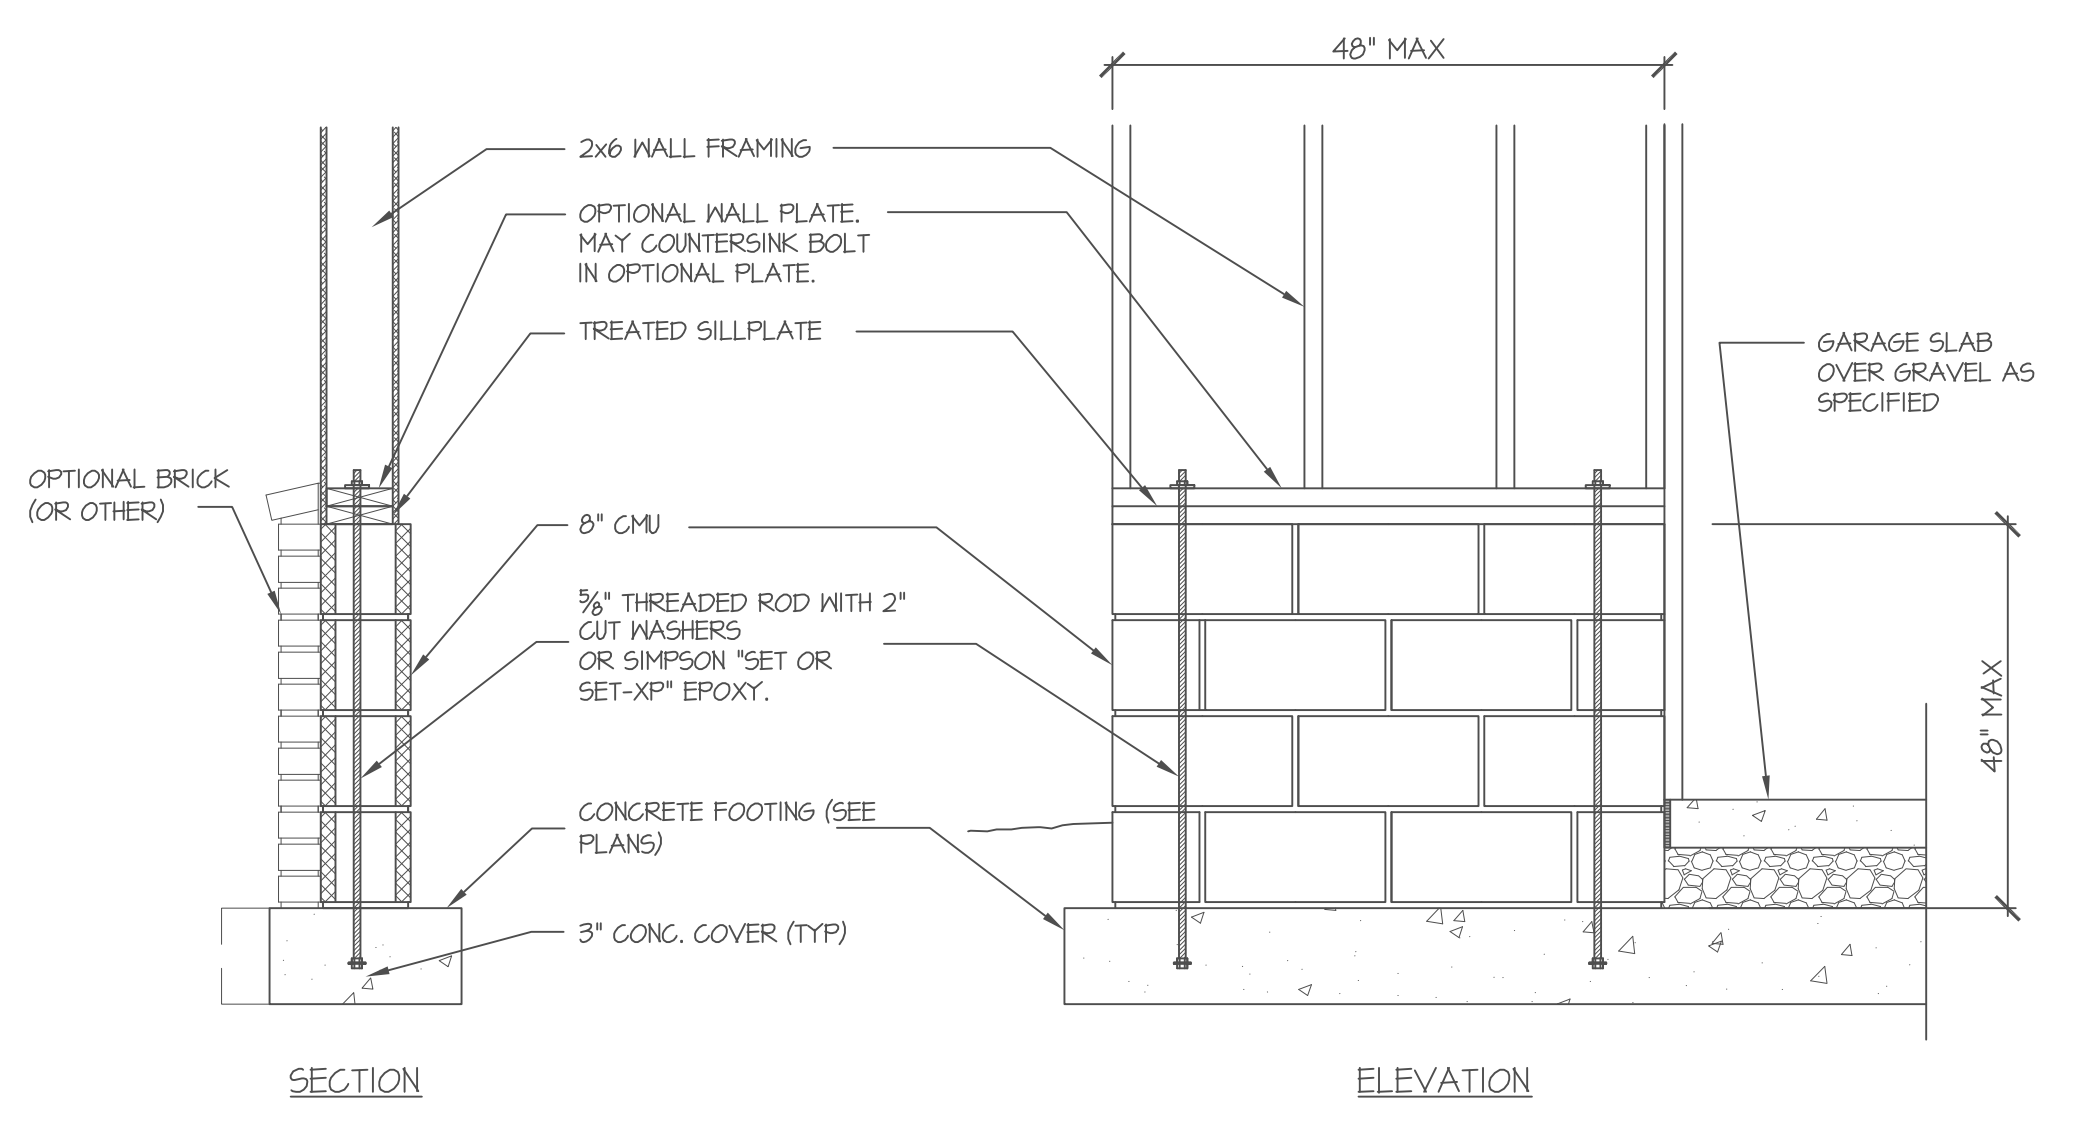 48" MAX
2x6 WALL FRAMING
OPTIONAL WALL PLATE.
MAY COUNTERSINK BOLT
IN OPTIONAL PLATE.
TREATED SILLPLATE
GARAGE SLAB
OVER GRAVEL AS
SPECIFIED
OPTIONAL BRICK
(OR OTHER)
8" CMU
5/8" THREADED ROD WITH 2"
CUT WASHERS
OR SIMPSON "SET OR
SET-XP" EPOXY.
48" MAX
CONCRETE FOOTING (SEE
PLANS)
3" CONC. COVER (TYP)
SECTION
ELEVATION